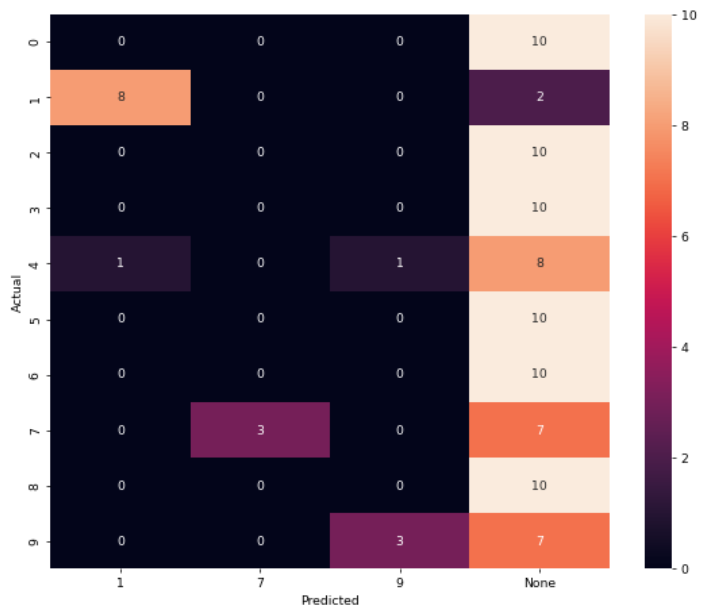 0 0 0 0 10
1 8 0 0 2
2 0 0 0 10
3 0 0 0 10
4 1 0 1 8
5 0 0 0 10
6 0 0 0 10
7 0 3 0 7
8 0 0 0 10
9 0 0 3 7
Actual
1 7 9 None
Predicted
10
8
6
4
2
0